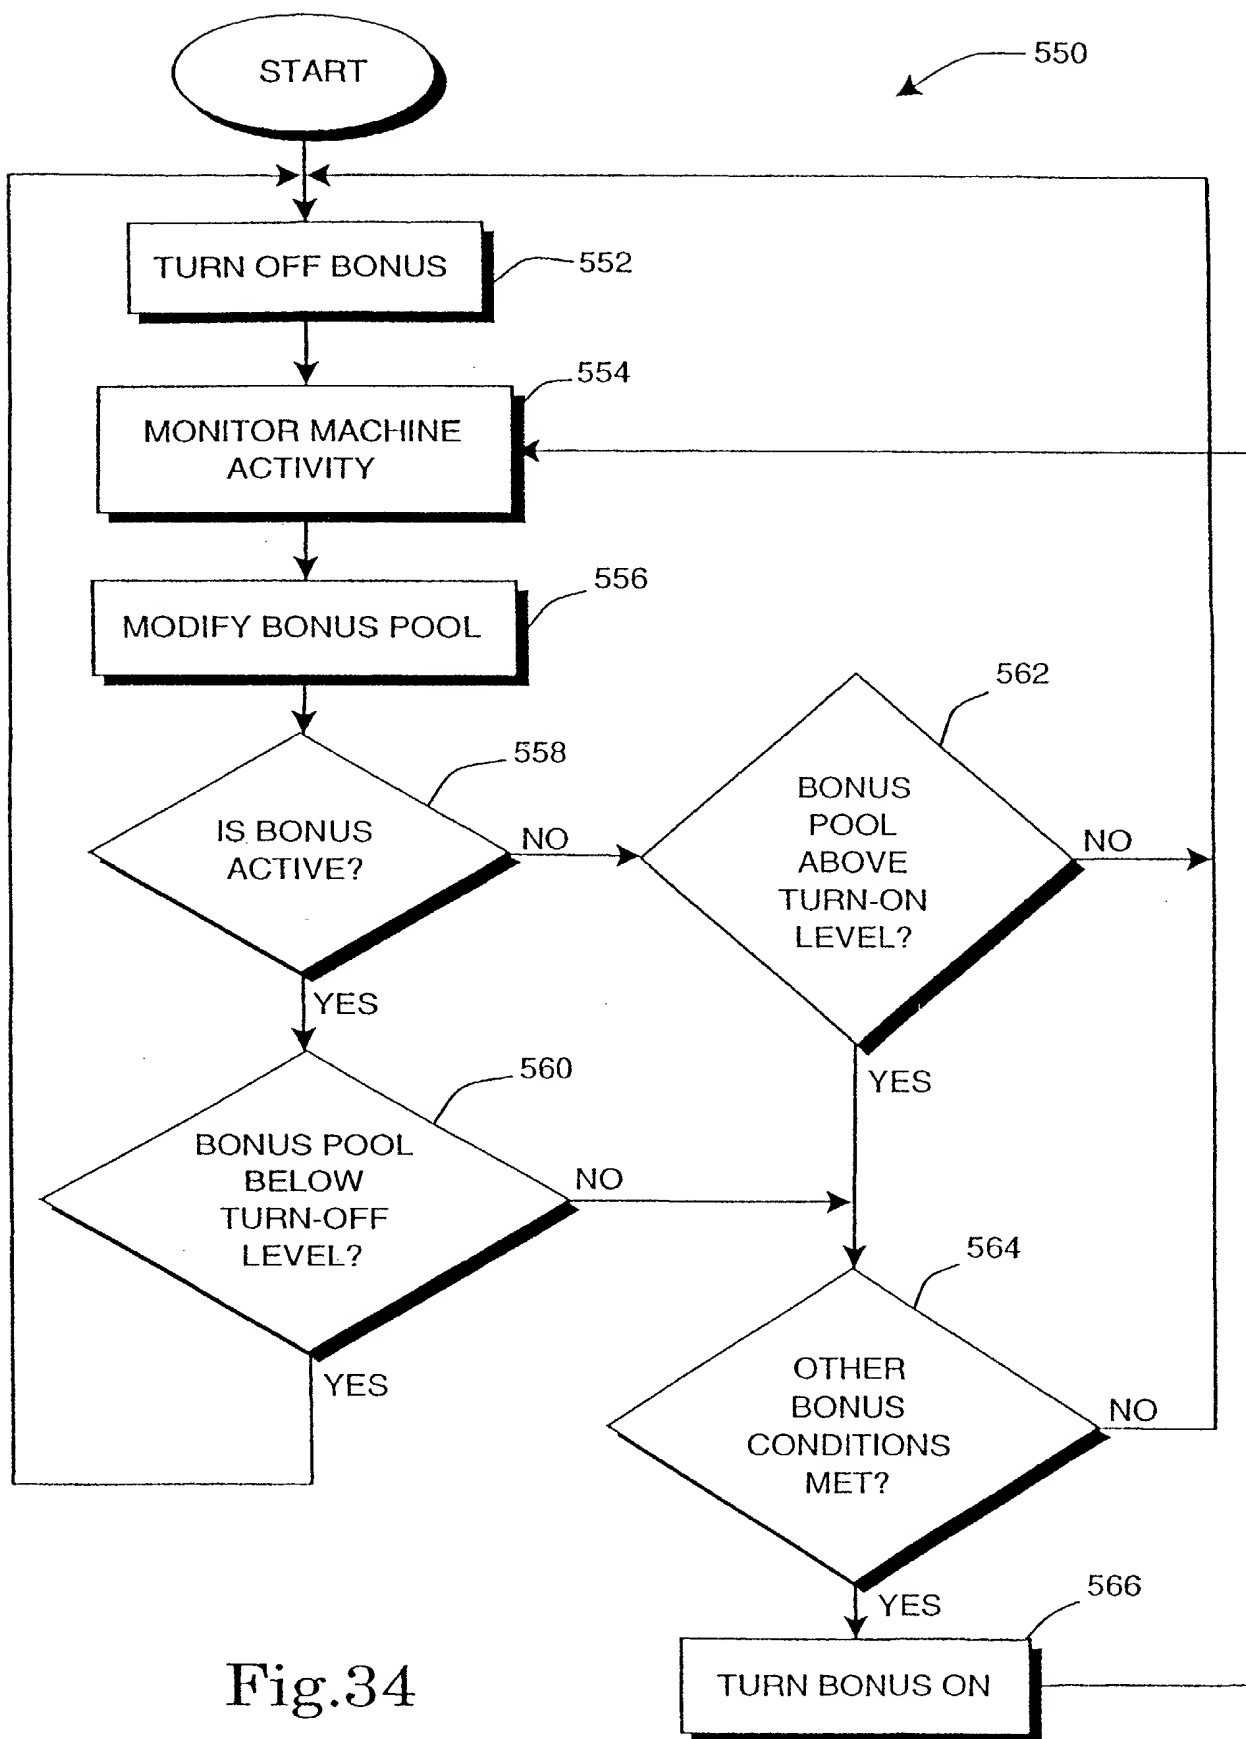 START
550
TURN OFF BONUS
552
554
MONITOR MACHINE
ACTIVITY
556
MODIFY BONUS POOL
562
558
BONUS
POOL
ABOVE
TURN-ON
LEVEL?
IS BONUS
ACTIVE?
NO
NO
YES
560
YES
BONUS POOL
BELOW
TURN-OFF
LEVEL?
NO
564
YES
OTHER
BONUS
CONDITIONS
MET?
NO
566
YES
TURN BONUS ON
Fig.34